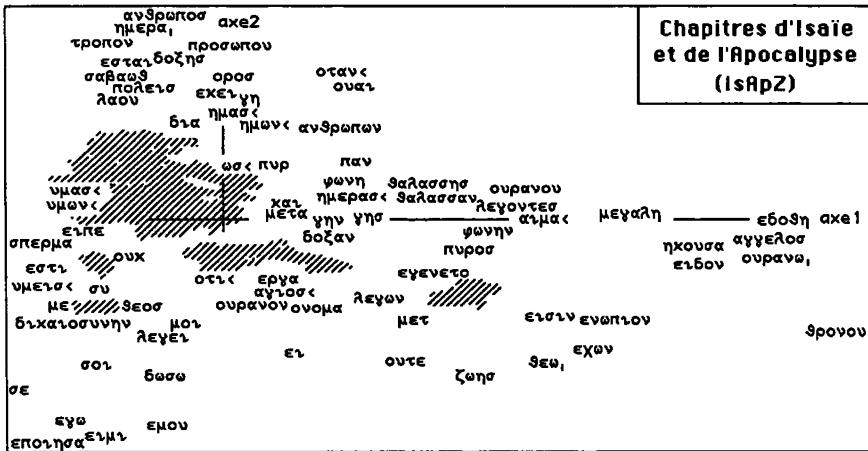 ανθρωποσ
ημερα, axe2
τροπον προσωπου
εσται δοξησ
σαβαωθ οροσ οταν<
πολεισ ουαι
λαου εκει γη
ημασ<
δια ημων< ανθρωπων
ωσ< πυρ παν
υμασ< φωνη θαλασσησ ουρανου
υμων< και ημερασ< θαλασσαν λεγοντεσ
μετα γην γησ αιμα< μεγαλη εδοθη axe1
ειπε δοξαν φωνην
σπερμα ηκουσα αγγελοσ
ουκ πυροσ ουρανω,
εστι ειδον
υμεισ< συ οτι< εργα εγενετο
αγιοσ<
με θεοσ ουρανον ονομα λεγων
δικαιοσυνην μοι μετ εισιν ενωπιον
λεγει θρονου
σοι ει ουτε θεω, εχων
δωσω ζωησ
σε
εγω εμου
εποιησα ειμι
Chapitres d'Isaïe
et de l'Apocalypse
(IsApZ)